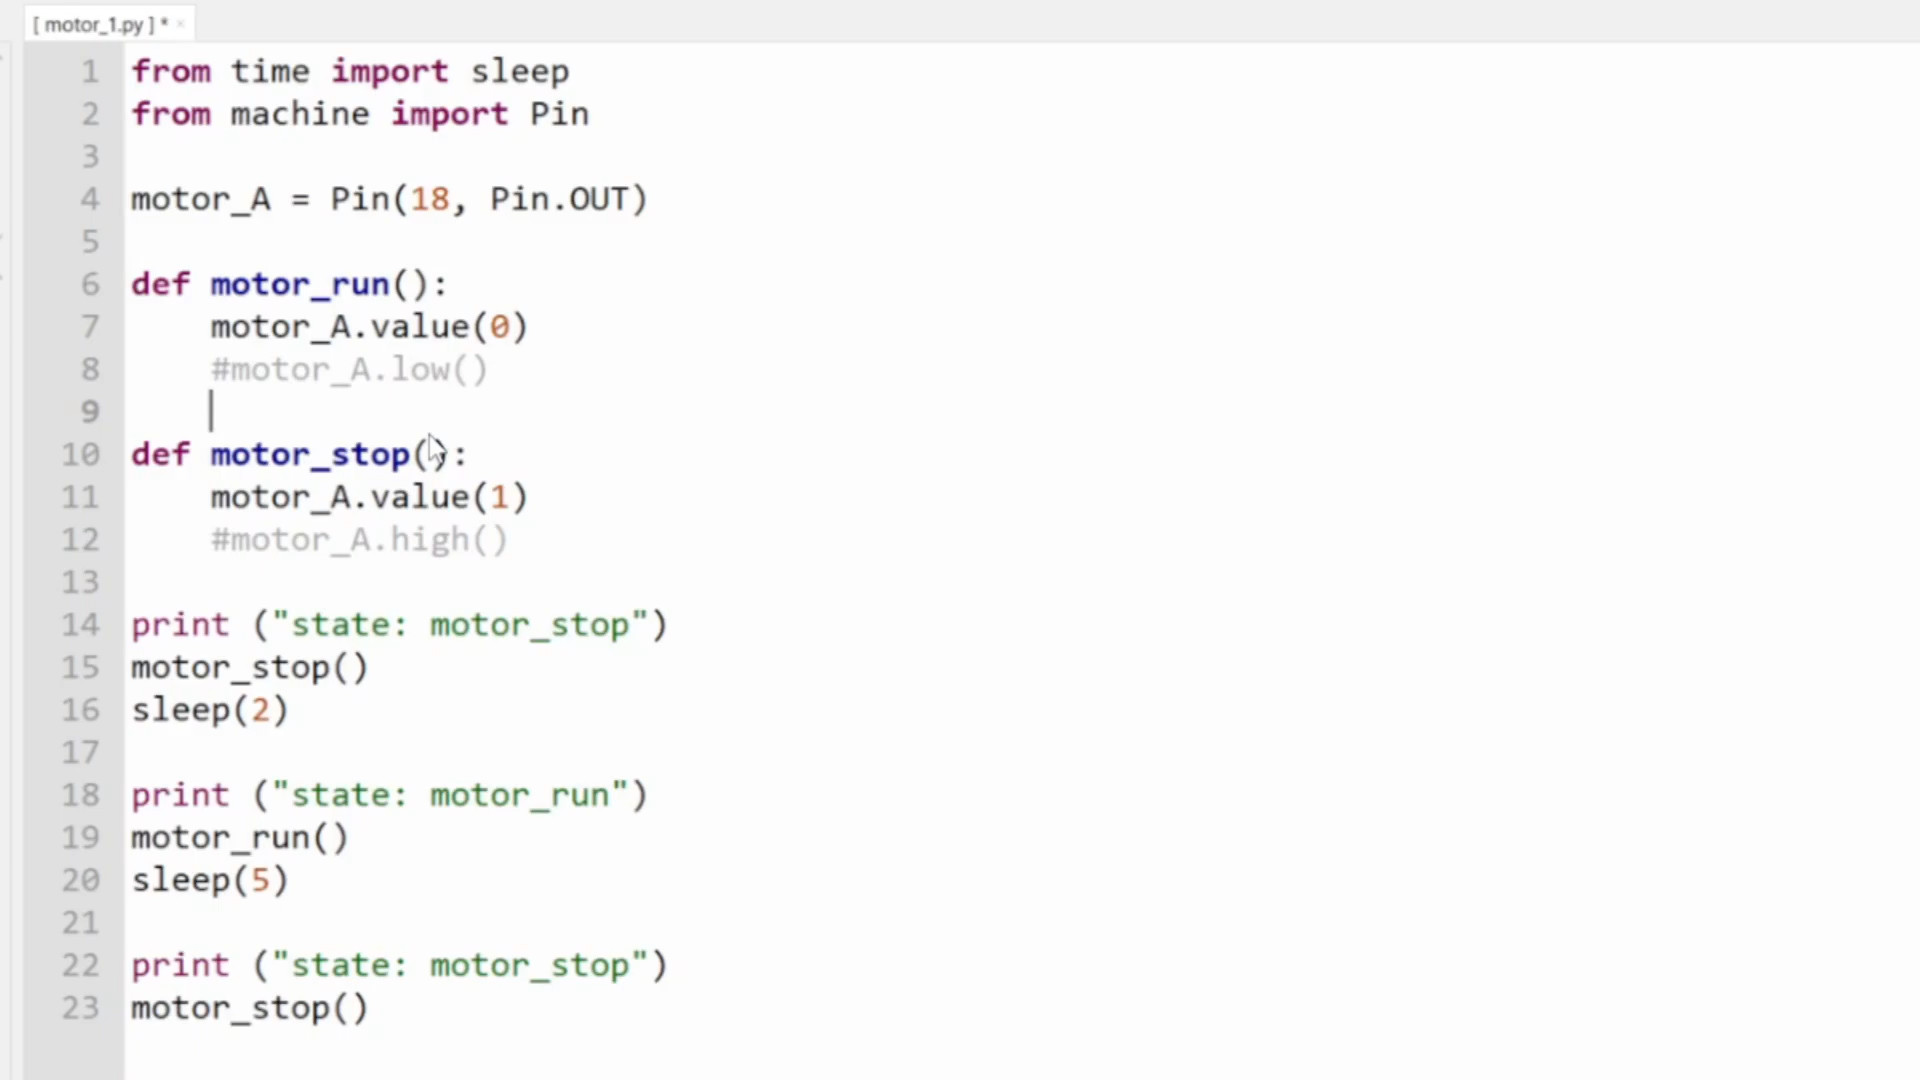 [ motor_1.py ] * ×
1 from time import sleep
2 from machine import Pin
3
4 motor_A = Pin(18, Pin.OUT)
5
6 def motor_run():
7     motor_A.value(0)
8     #motor_A.low()
9
10 def motor_stop():
11     motor_A.value(1)
12     #motor_A.high()
13
14 print ("state: motor_stop")
15 motor_stop()
16 sleep(2)
17
18 print ("state: motor_run")
19 motor_run()
20 sleep(5)
21
22 print ("state: motor_stop")
23 motor_stop()